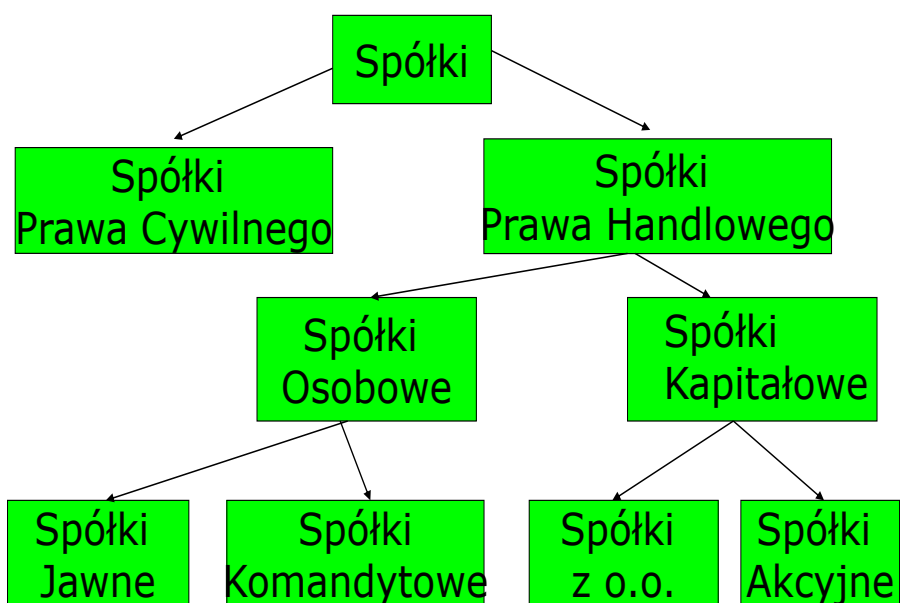 Spółki
Spółki
Prawa Cywilnego
Spółki
Prawa Handlowego
Spółki
Osobowe
Spółki
Kapitałowe
Spółki
Jawne
Spółki
Komandytowe
Spółki
z o.o.
Spółki
Akcyjne